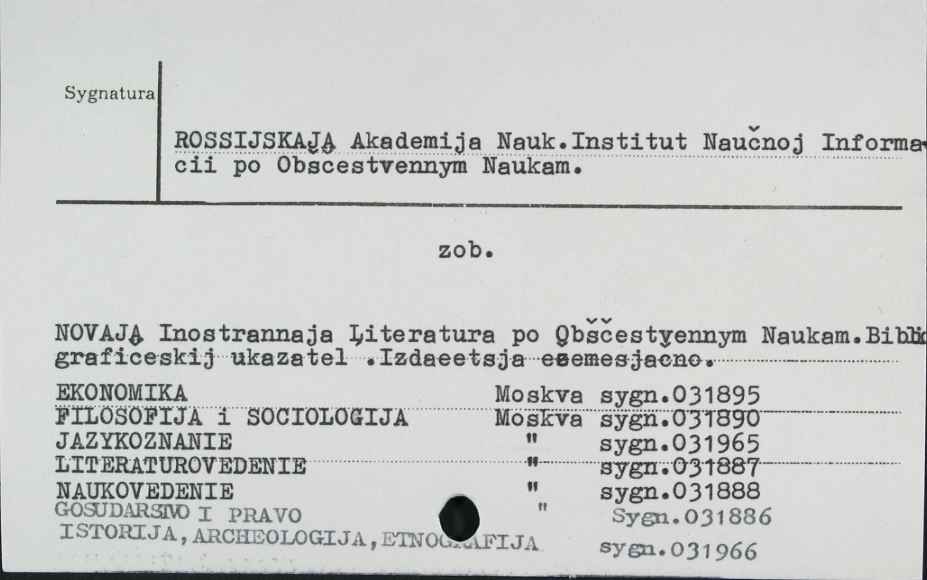 Sygnatura
ROSSIJSKAJA Akademija Nauk.Institut Naučnoj Informa-
cii po Obscestvennym Naukam.
zob.
NOVAJA Inostrannaja Literatura po Obščestvennym Naukam.Biblio
graficeskij ukazatel .Izdaeetsja ezemesjacno.
EKONOMIKA Moskva sygn.031895
FILOSOFIJA i SOCIOLOGIJA Moskva sygn.031890
JAZYKOZNANIE " sygn.031965
LITERATUROVEDENIE " sygn.031887
NAUKOVEDENIE " sygn.031888
GOSUDARSTVO I PRAVO " Sygn.031886
ISTORIJA,ARCHEOLOGIJA,ETNOGRAFIJA sygn.031966